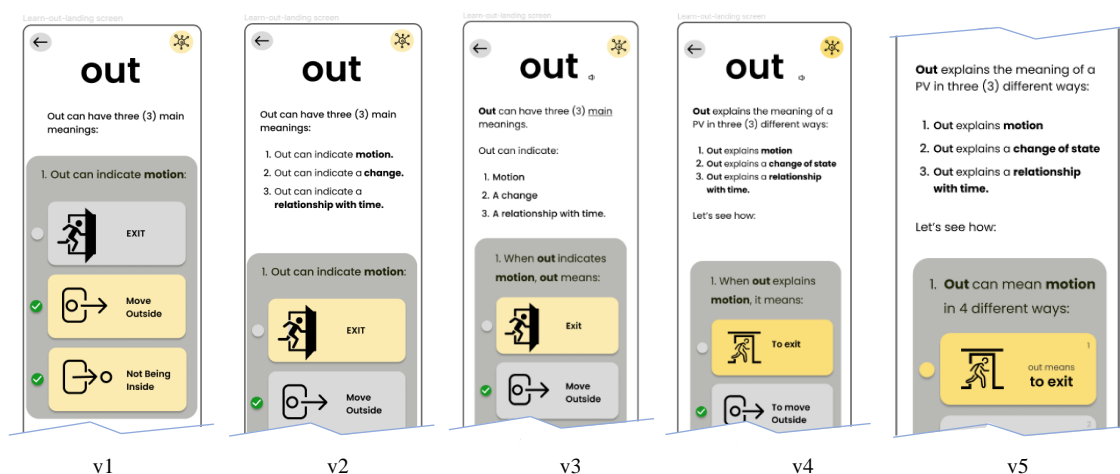 Learn-out-landing screen
out
Out can have three (3) main
meanings:
1. Out can indicate motion:
EXIT
Move
Outside
Not Being
Inside
v1
Learn-out-landing screen
out
Out can have three (3) main
meanings:
1. Out can indicate motion.
2. Out can indicate a change.
3. Out can indicate a
relationship with time.
1. Out can indicate motion:
EXIT
Move
Outside
v2
Learn-out-landing screen
out
Out can have three (3) main
meanings.
Out can indicate:
1. Motion
2. A change
3. A relationship with time.
1. When out indicates
motion, out means:
Exit
Move
Outside
v3
Learn-out-landing screen
out
Out explains the meaning of a
PV in three (3) different ways:
1. Out explains motion
2. Out explains a change of state
3. Out explains a relationship
with time.
Let's see how:
1. When out explains
motion, it means:
To exit
To move
Outside
v4
Out explains the meaning of a
PV in three (3) different ways:
1. Out explains motion
2. Out explains a change of state
3. Out explains a relationship
with time.
Let's see how:
1. Out can mean motion
in 4 different ways:
1
out means
to exit
2
v5